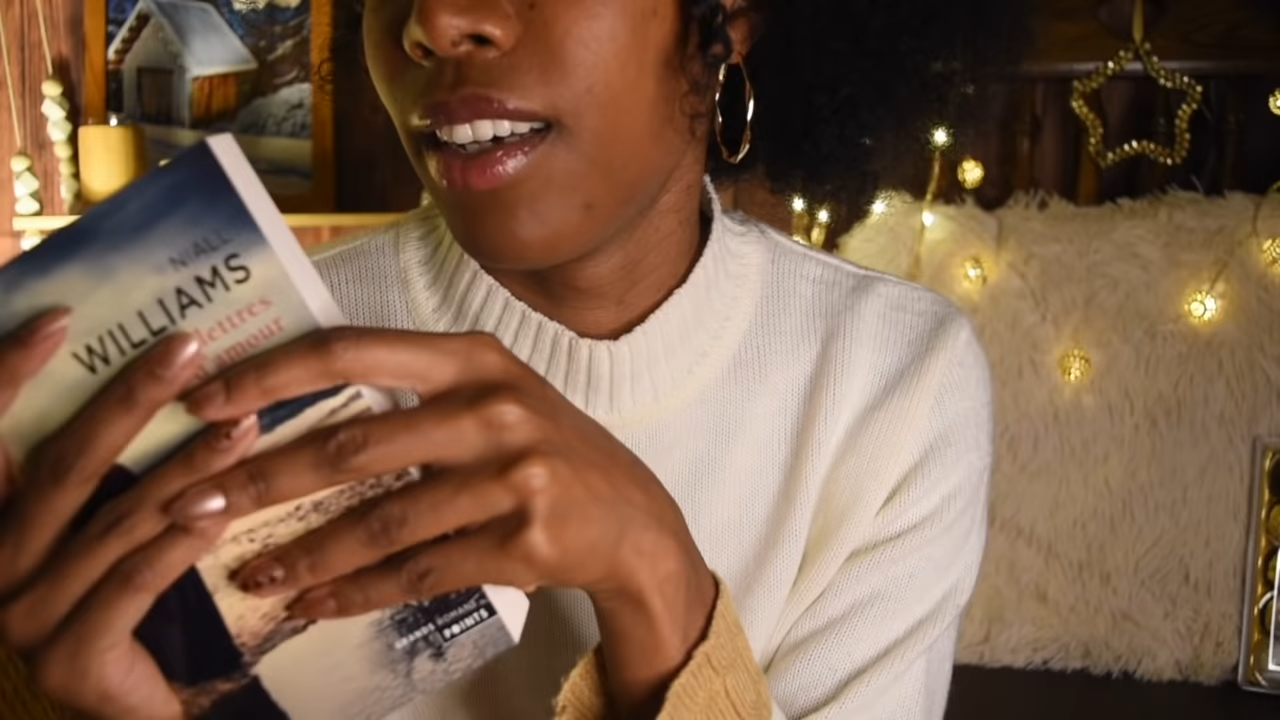 NIALL
WILLIAMS
lettres
amour
GRANDS ROMANS
POINTS